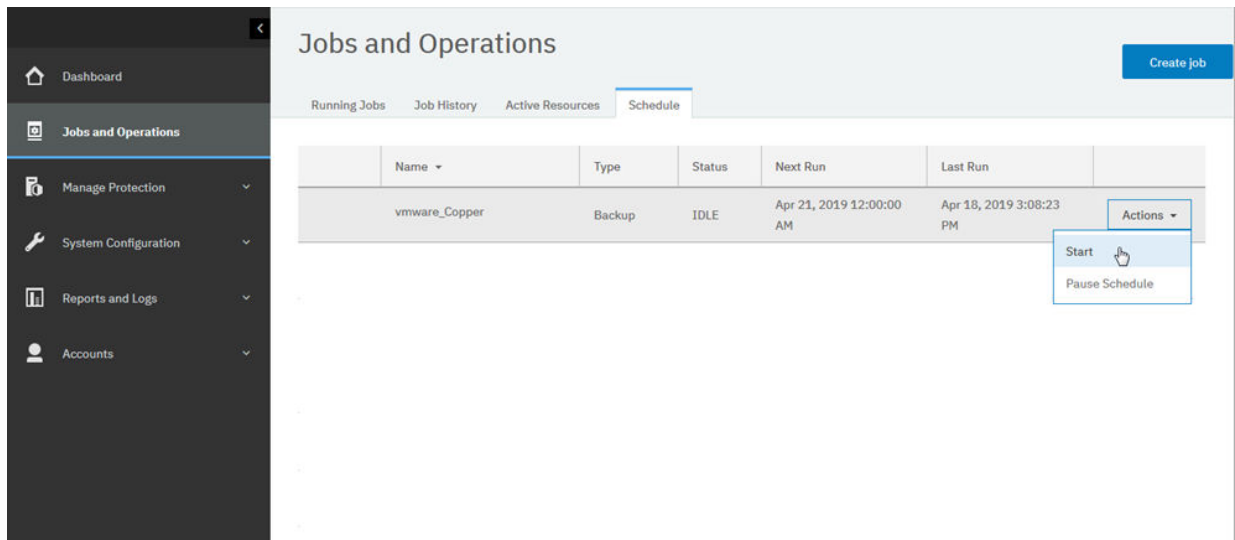 Jobs and Operations
Create job
Dashboard
Running Jobs Job History Active Resources Schedule
Jobs and Operations
Name Type Status Next Run Last Run
Manage Protection
vmware_Copper Backup IDLE Apr 21, 2019 12:00:00 Apr 18, 2019 3:08:23 Actions
AM PM
System Configuration
Start
Pause Schedule
Reports and Logs
Accounts